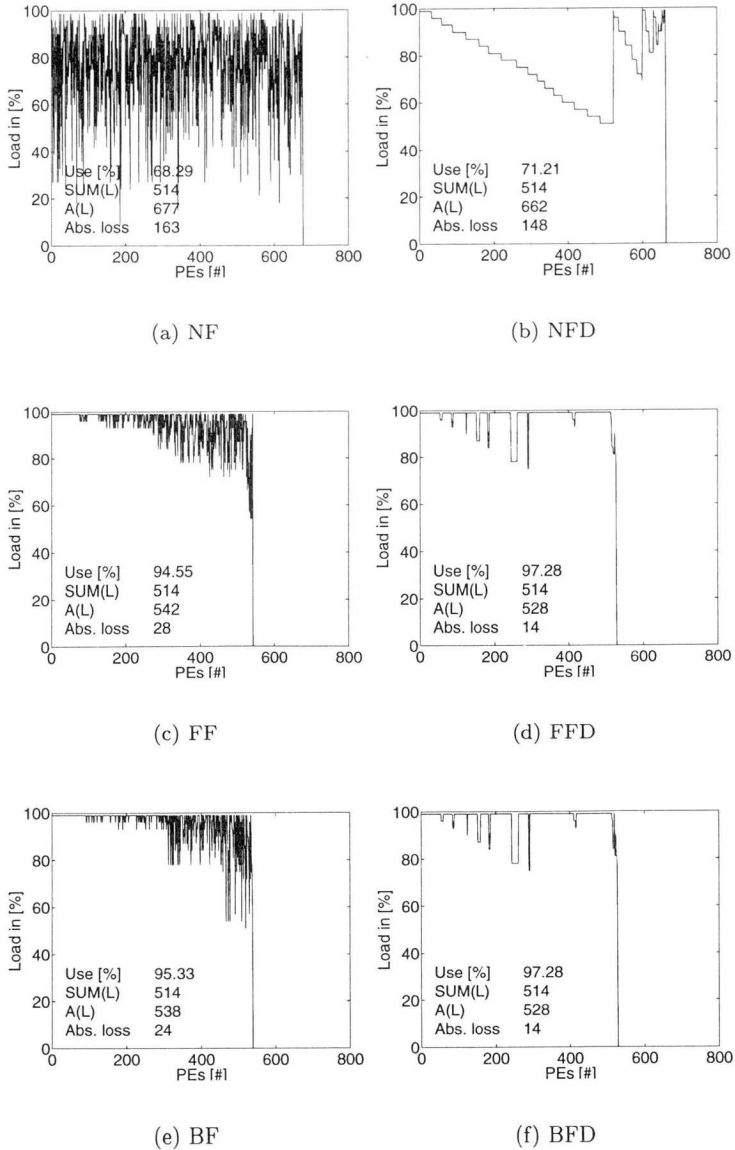 100
80
60
40
20
0
Load in [%]
Use [%] 68.29
SUM(L) 514
A(L) 677
Abs. loss 163
0 200 400 600 800
PEs [#]
(a) NF
100
80
60
40
20
0
Load in [%]
Use [%] 71.21
SUM(L) 514
A(L) 662
Abs. loss 148
0 200 400 600 800
PEs [#]
(b) NFD
100
80
60
40
20
0
Load in [%]
Use [%] 94.55
SUM(L) 514
A(L) 542
Abs. loss 28
0 200 400 600 800
PEs [#]
(c) FF
100
80
60
40
20
0
Load in [%]
Use [%] 97.28
SUM(L) 514
A(L) 528
Abs. loss 14
0 200 400 600 800
PEs [#]
(d) FFD
100
80
60
40
20
0
Load in [%]
Use [%] 95.33
SUM(L) 514
A(L) 538
Abs. loss 24
0 200 400 600 800
PEs [#]
(e) BF
100
80
60
40
20
0
Load in [%]
Use [%] 97.28
SUM(L) 514
A(L) 528
Abs. loss 14
0 200 400 600 800
PEs [#]
(f) BFD